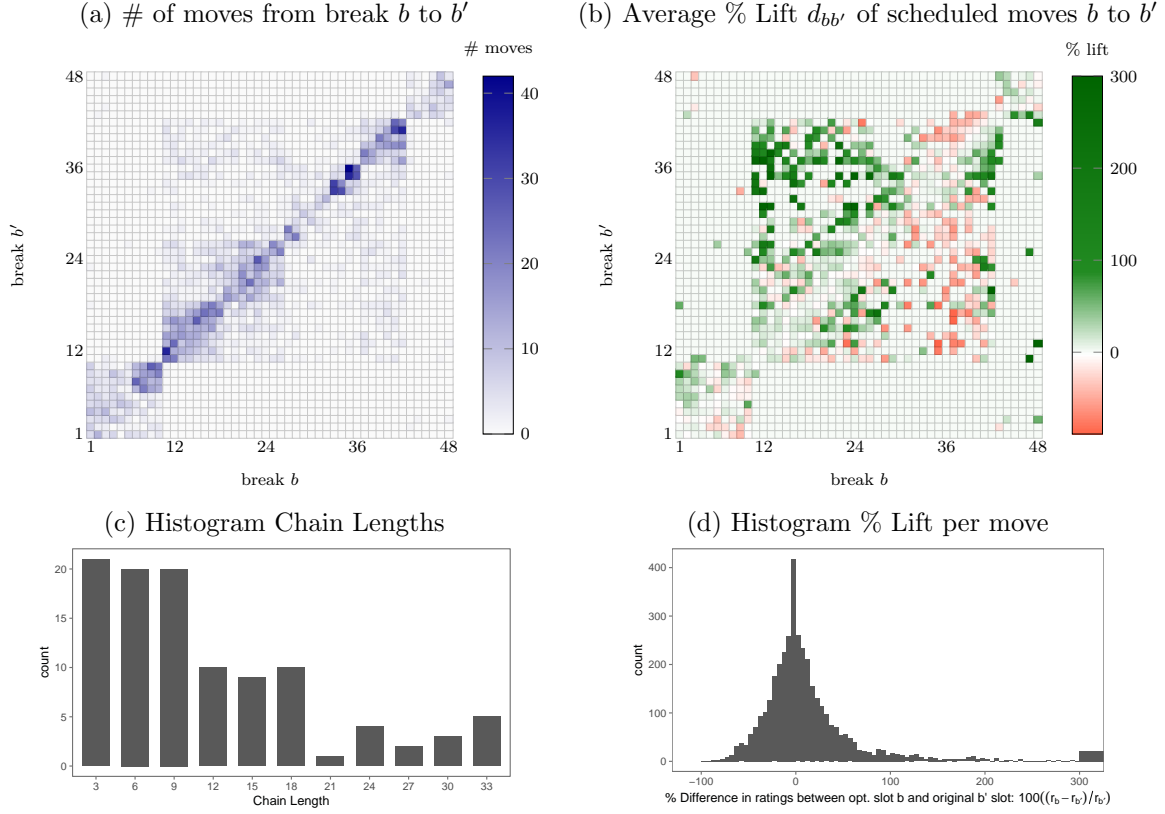 (a) # of moves from break b to b′
# moves
48
36
24
12
1
1 12 24 36 48
break b′
break b
40
30
20
10
0
(b) Average % Lift d_{bb′} of scheduled moves b to b′
% lift
48
36
24
12
1
1 12 24 36 48
break b′
break b
300
200
100
0
(c) Histogram Chain Lengths
20
15
10
5
0
count
3 6 9 12 15 18 21 24 27 30 33
Chain Length
(d) Histogram % Lift per move
400
300
200
100
0
count
−100 0 100 200 300
% Difference in ratings between opt. slot b and original b' slot: 100((r_b − r_{b'})/r_{b'})